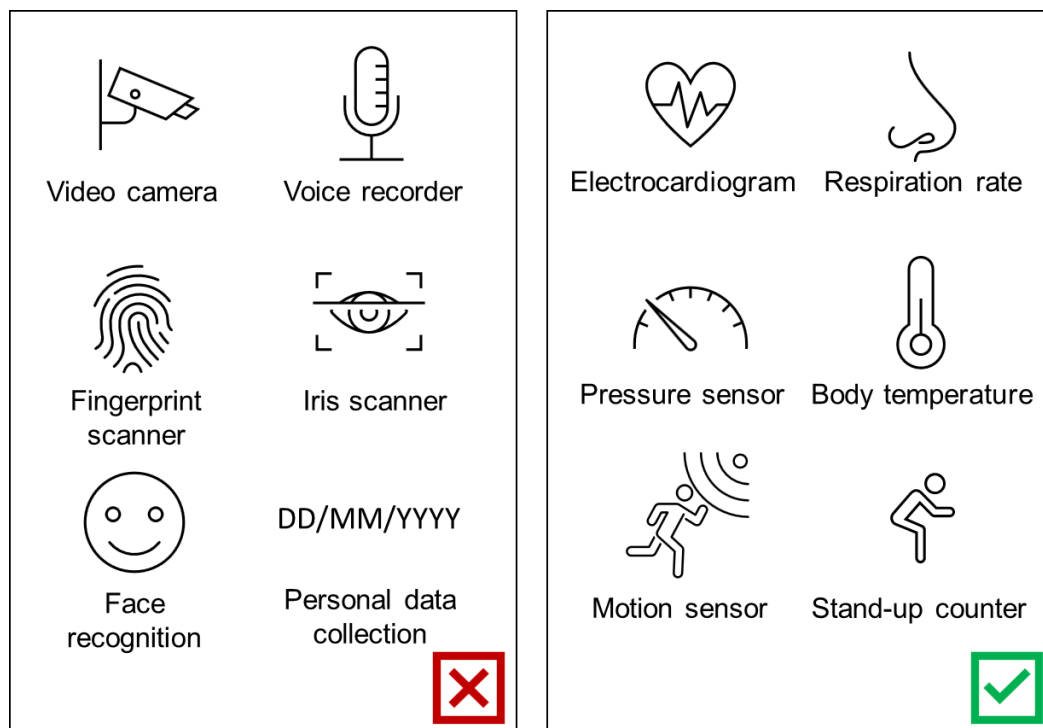 Video camera
Voice recorder
Fingerprint
scanner
Iris scanner
DD/MM/YYYY
Face
recognition
Personal data
collection
Electrocardiogram
Respiration rate
Pressure sensor
Body temperature
Motion sensor
Stand-up counter